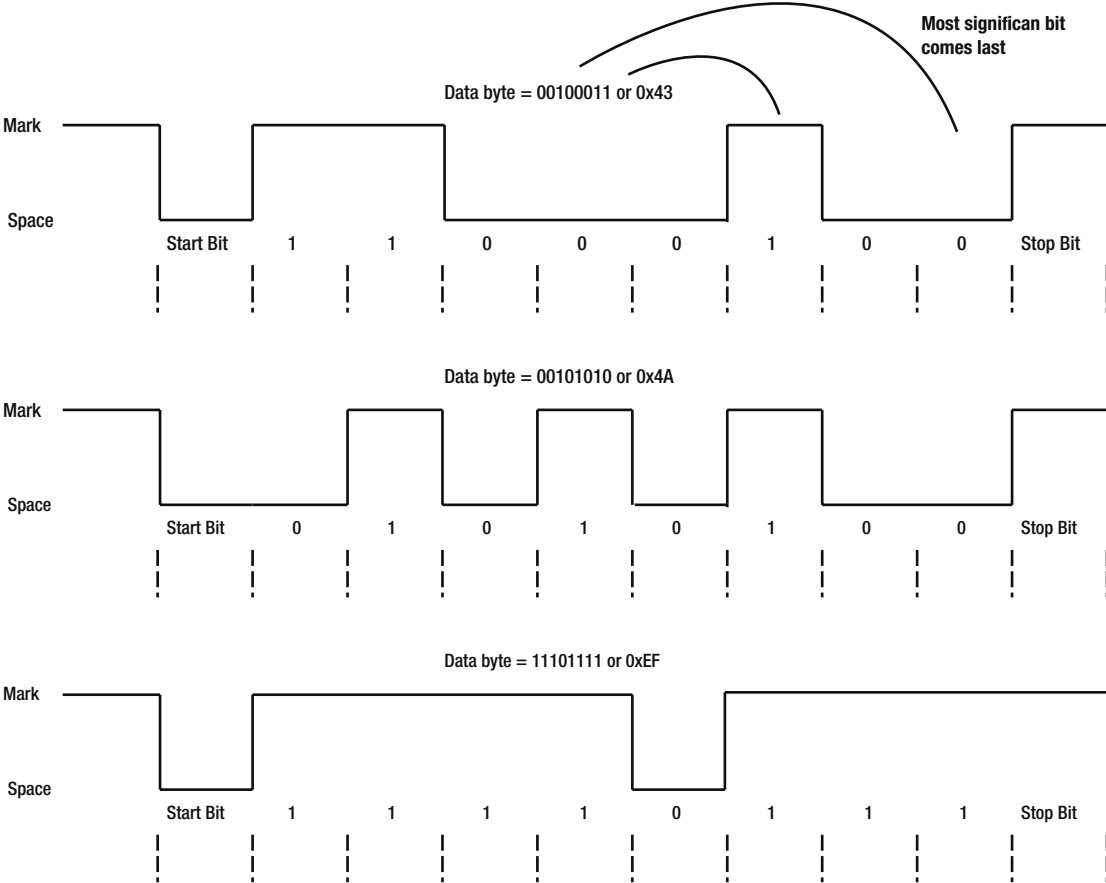 Most significan bit
comes last
Data byte = 00100011 or 0x43
Mark
Space
Start Bit 1 1 0 0 0 1 0 0 Stop Bit
Data byte = 00101010 or 0x4A
Mark
Space
Start Bit 0 1 0 1 0 1 0 0 Stop Bit
Data byte = 11101111 or 0xEF
Mark
Space
Start Bit 1 1 1 1 0 1 1 1 Stop Bit